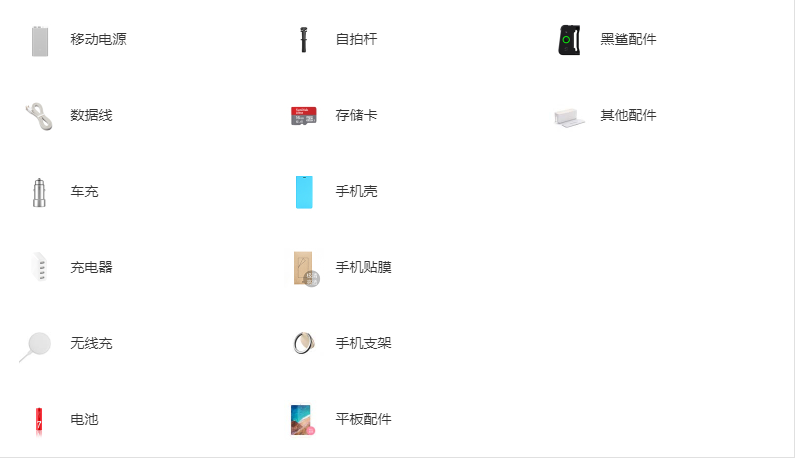 移动电源
数据线
车充
充电器
无线充
电池
自拍杆
存储卡
手机壳
手机贴膜
手机支架
平板配件
黑鲨配件
其他配件